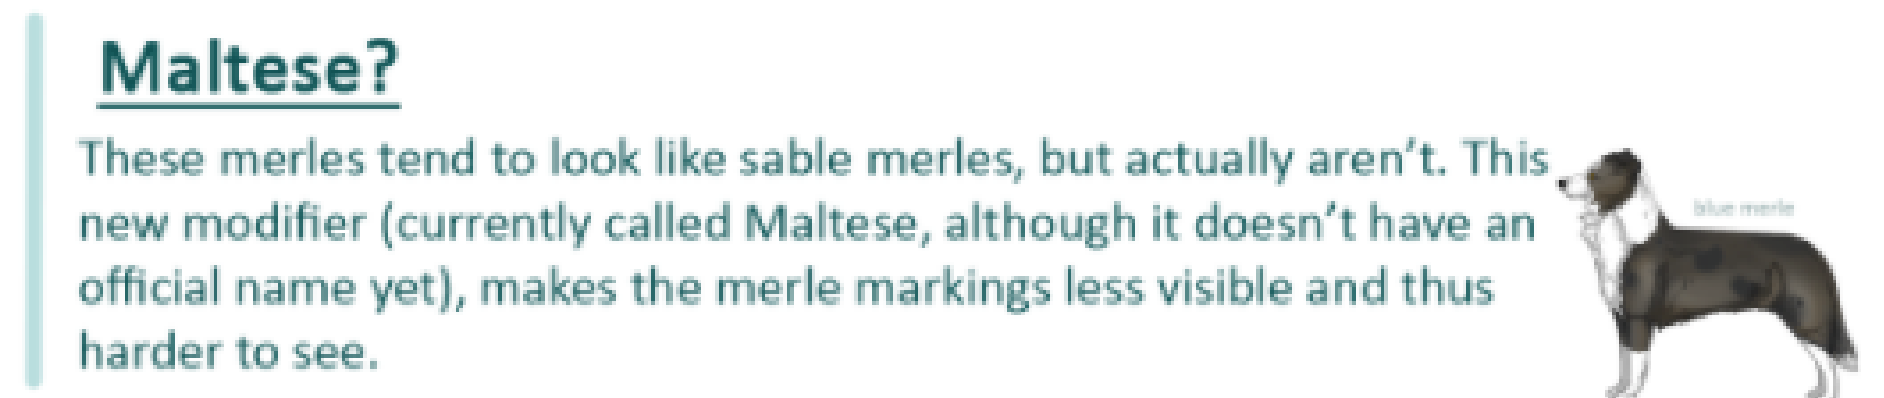 Maltese?
These merles tend to look like sable merles, but actually aren't. This
new modifier (currently called Maltese, although it doesn't have an
official name yet), makes the merle markings less visible and thus
harder to see.
blue merle